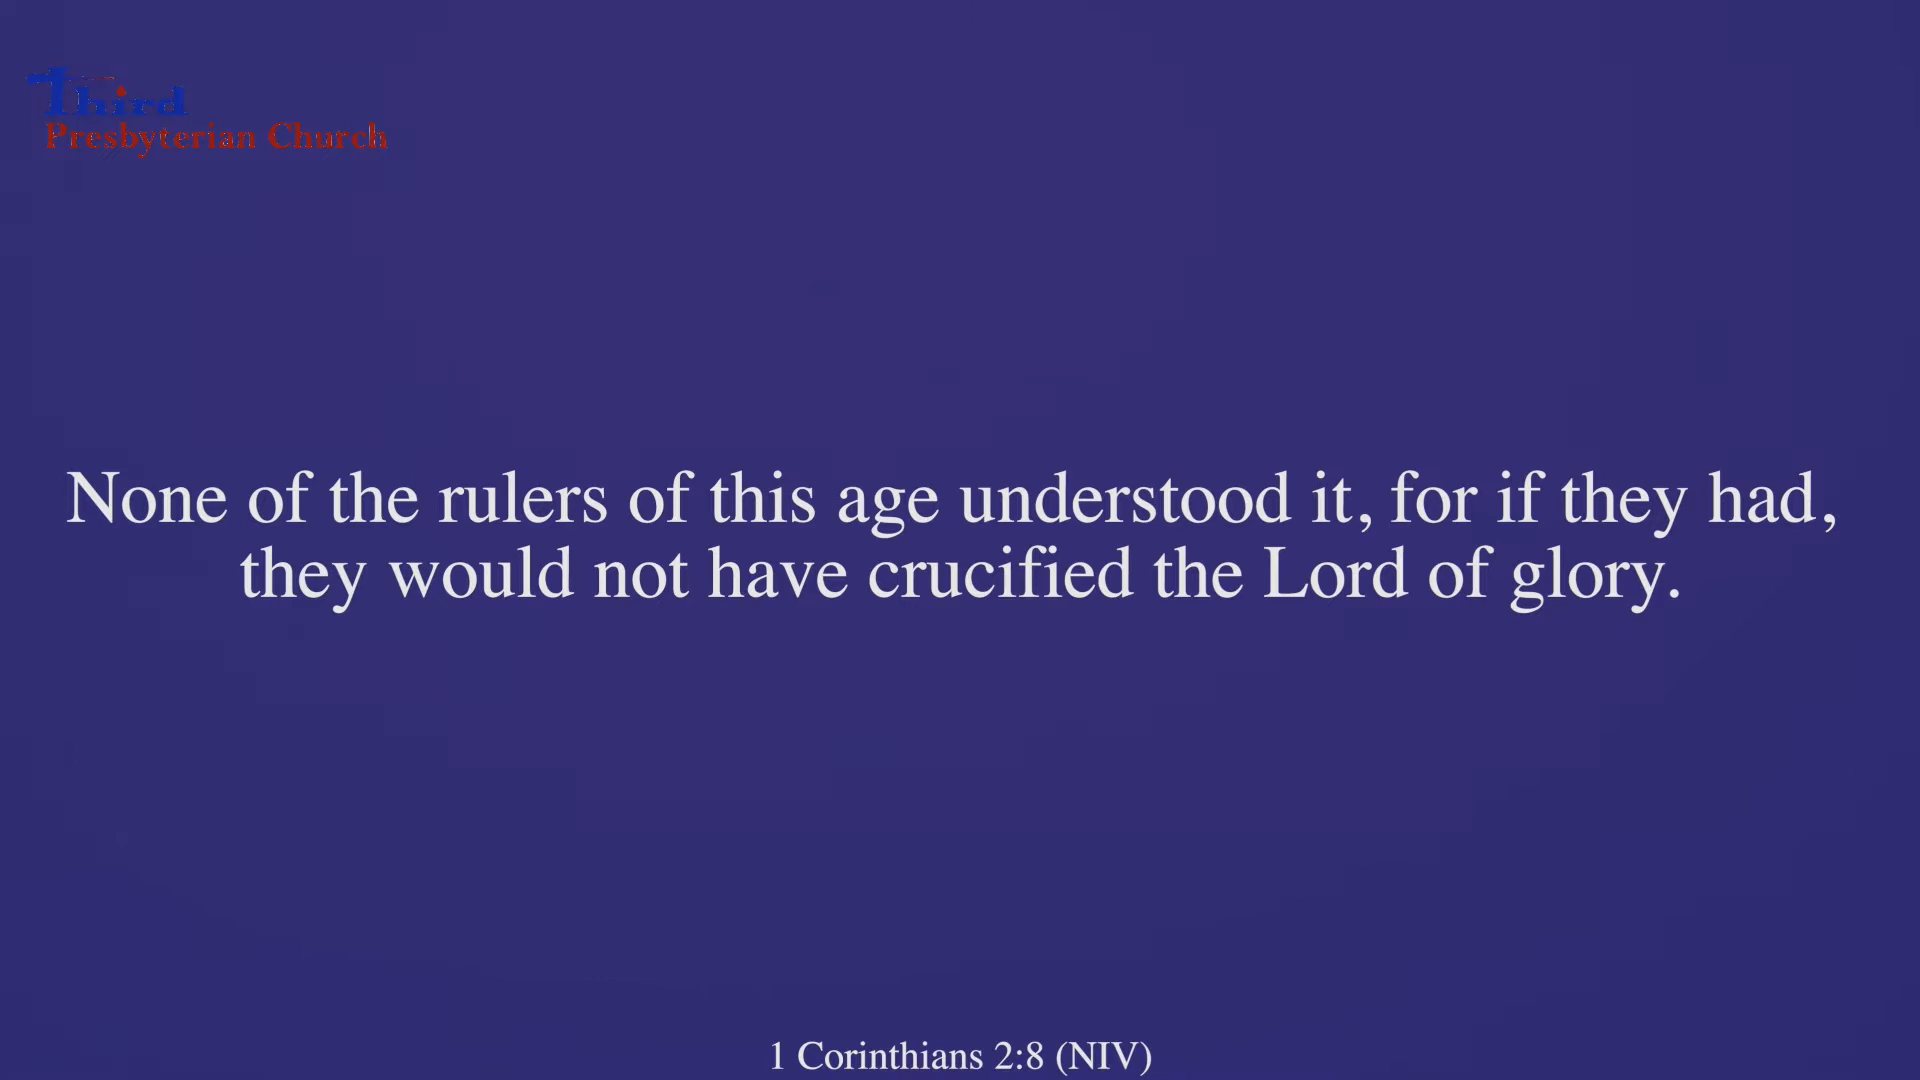 Third
Presbyterian Church
None of the rulers of this age understood it, for if they had,
they would not have crucified the Lord of glory.
1 Corinthians 2:8 (NIV)